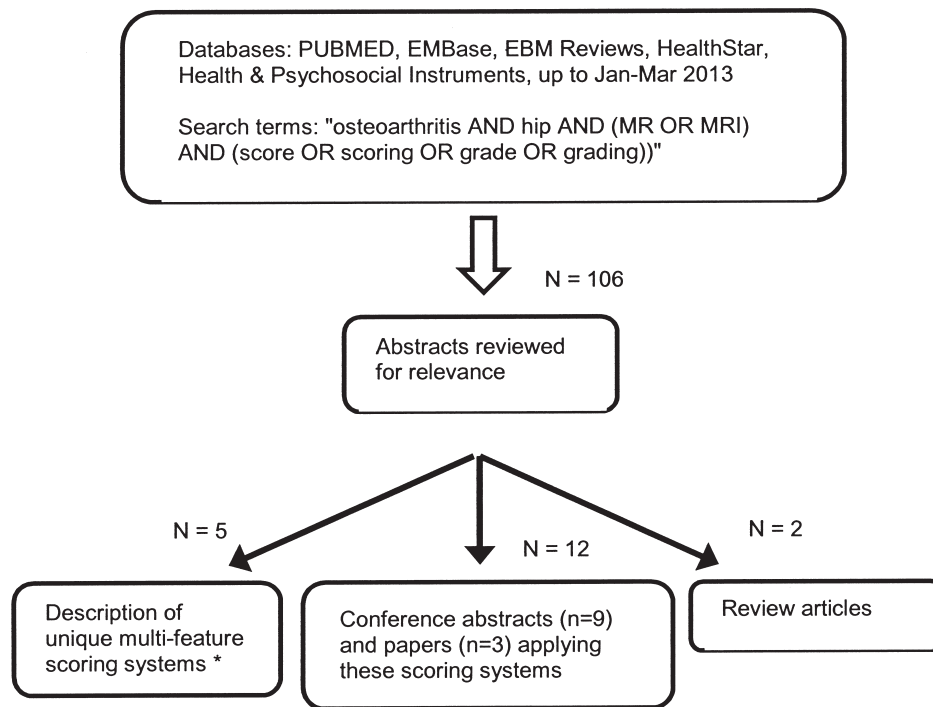 Databases: PUBMED, EMBase, EBM Reviews, HealthStar,
Health & Psychosocial Instruments, up to Jan-Mar 2013
Search terms: "osteoarthritis AND hip AND (MR OR MRI)
AND (score OR scoring OR grade OR grading))"
N = 106
Abstracts reviewed
for relevance
N = 5
N = 12
N = 2
Description of
unique multi-feature
scoring systems *
Conference abstracts (n=9)
and papers (n=3) applying
these scoring systems
Review articles